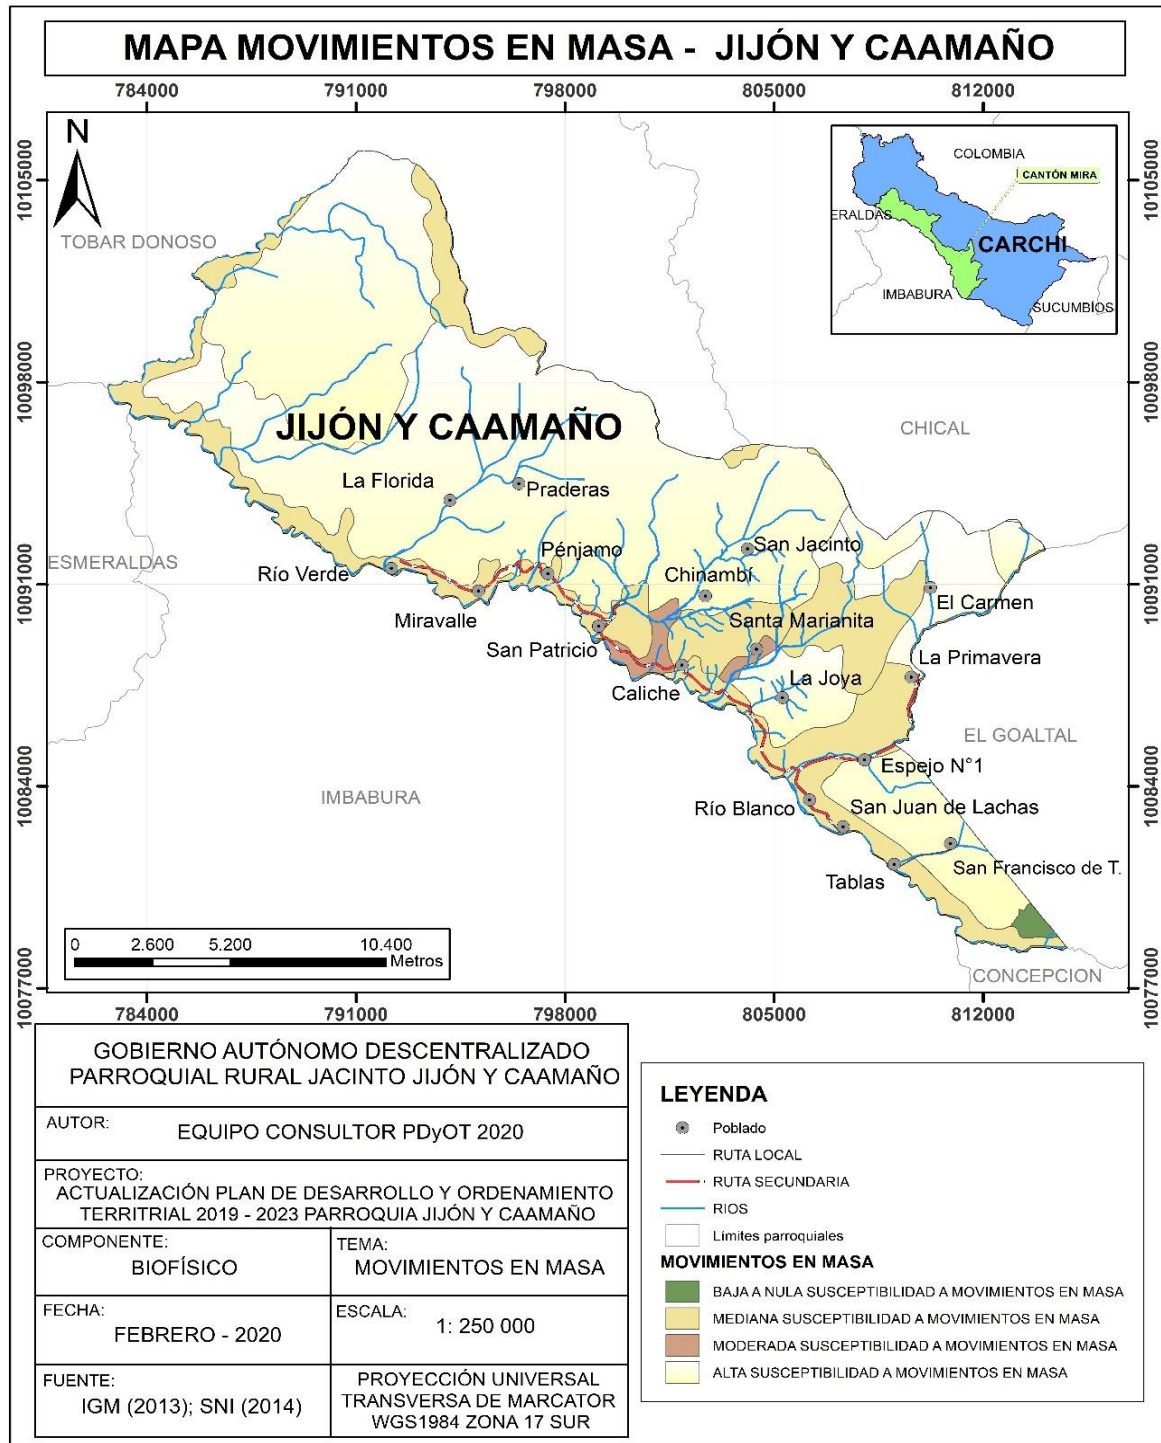 MAPA MOVIMIENTOS EN MASA - JIJÓN Y CAAMAÑO
784000 791000 798000 805000 812000
N
10105000
10105000
COLOMBIA
CANTÓN MIRA
ERALDAS
CARCHI
IMBABURA
SUCUMBÍOS
TOBAR DONOSO
10098000
10098000
JIJÓN Y CAAMAÑO
CHICAL
La Florida
Praderas
ESMERALDAS
Pénjamo
San Jacinto
10091000
10091000
Río Verde
Chinambí
El Carmen
Miravalle
Santa Marianita
San Patricio
La Primavera
Caliche
La Joya
EL GOALTAL
Espejo N°1
10084000
10084000
IMBABURA
Río Blanco
San Juan de Lachas
San Francisco de T.
Tablas
0 2.600 5.200 10.400
Metros
CONCEPCION
10077000
10077000
784000 791000 798000 805000 812000
GOBIERNO AUTÓNOMO DESCENTRALIZADO
PARROQUIAL RURAL JACINTO JIJÓN Y CAAMAÑO
AUTOR: EQUIPO CONSULTOR PDyOT 2020
PROYECTO:
ACTUALIZACIÓN PLAN DE DESARROLLO Y ORDENAMIENTO
TERRITRIAL 2019 - 2023 PARROQUIA JIJÓN Y CAAMAÑO
COMPONENTE:
BIOFÍSICO
TEMA:
MOVIMIENTOS EN MASA
FECHA:
FEBRERO - 2020
ESCALA:
1: 250 000
FUENTE:
IGM (2013); SNI (2014)
PROYECCIÓN UNIVERSAL
TRANSVERSA DE MARCATOR
WGS1984 ZONA 17 SUR
LEYENDA
Poblado
RUTA LOCAL
RUTA SECUNDARIA
RIOS
Límites parroquiales
MOVIMIENTOS EN MASA
BAJA A NULA SUSCEPTIBILIDAD A MOVIMIENTOS EN MASA
MEDIANA SUSCEPTIBILIDAD A MOVIMIENTOS EN MASA
MODERADA SUSCEPTIBILIDAD A MOVIMIENTOS EN MASA
ALTA SUSCEPTIBILIDAD A MOVIMIENTOS EN MASA